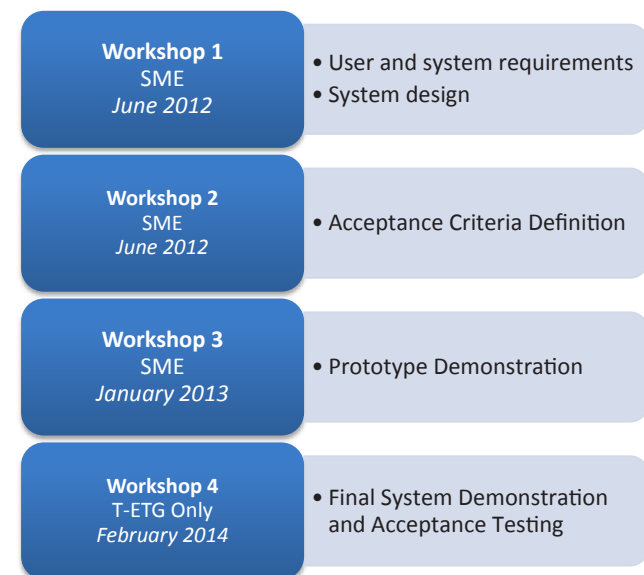 Workshop 1
SME
June 2012
• User and system requirements
• System design
Workshop 2
SME
June 2012
• Acceptance Criteria Definition
Workshop 3
SME
January 2013
• Prototype Demonstration
Workshop 4
T-ETG Only
February 2014
• Final System Demonstration
and Acceptance Testing